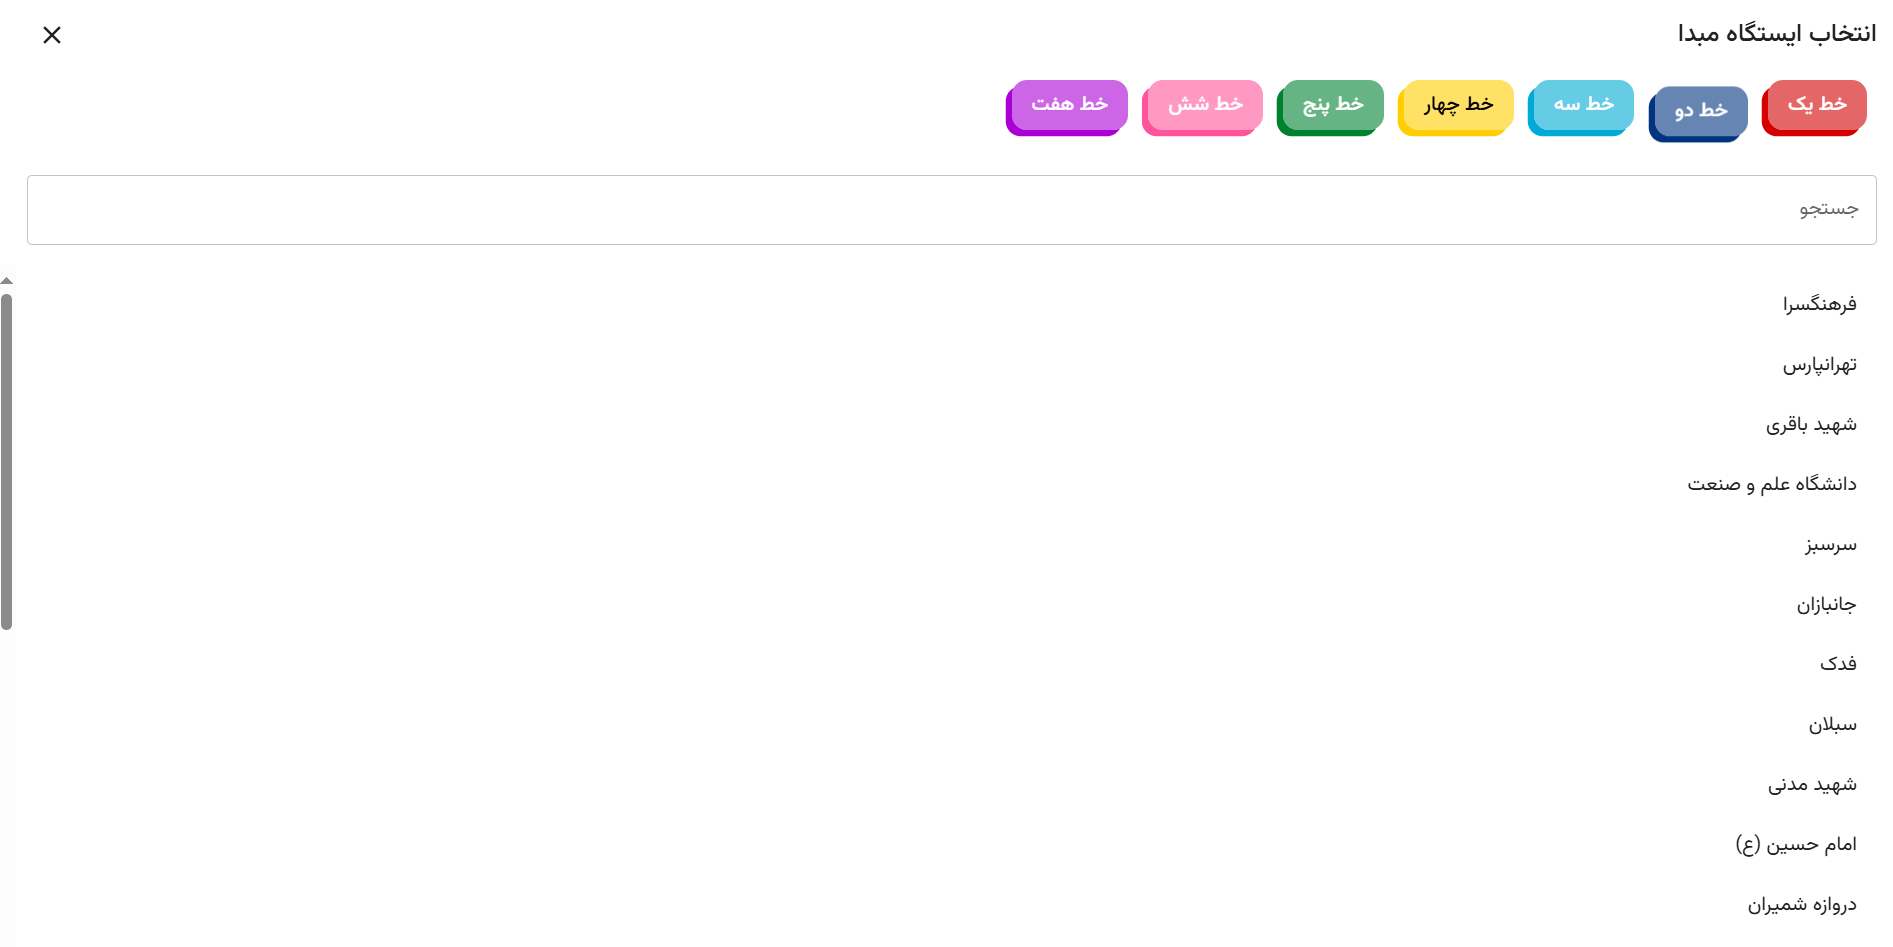 انتخاب ایستگاه مبدا
خط یک خط دو خط سه خط چهار خط پنج خط شش خط هفت
جستجو
فرهنگسرا
تهرانپارس
شهید باقری
دانشگاه علم و صنعت
سرسبز
جانبازان
فدک
سبلان
شهید مدنی
امام حسین (ع)
دروازه شمیران